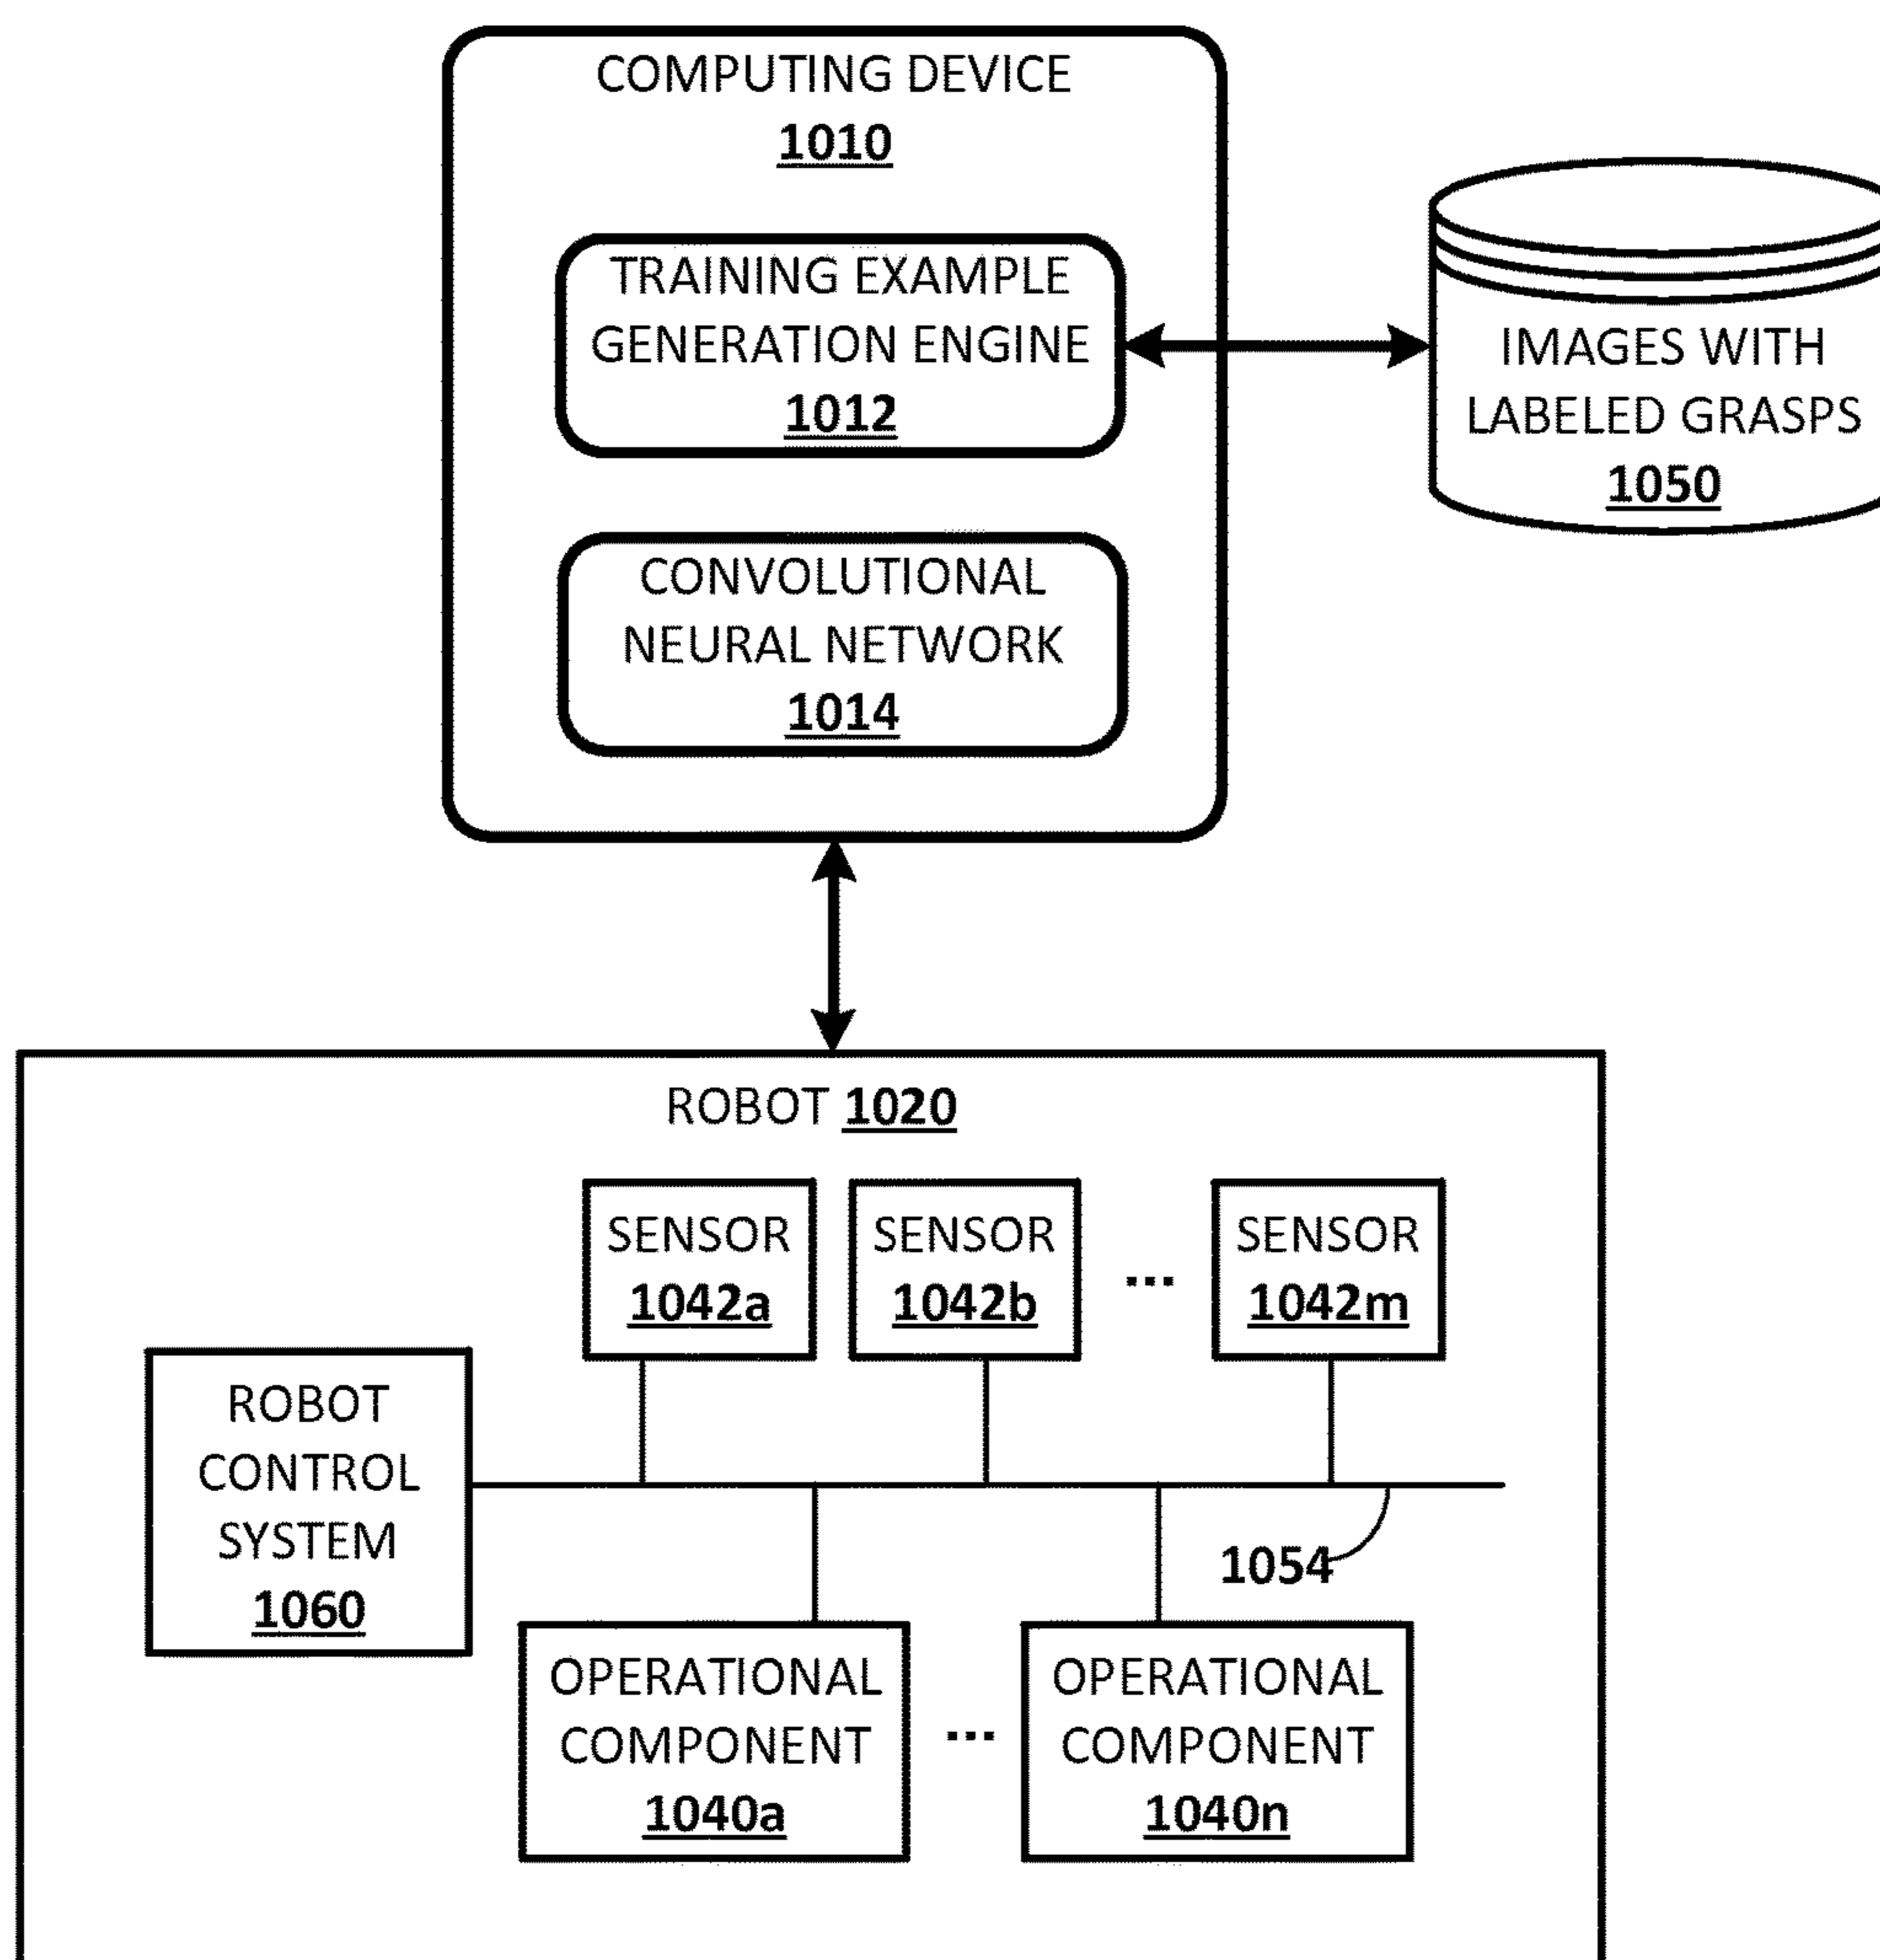 COMPUTING DEVICE
1010
TRAINING EXAMPLE
GENERATION ENGINE
1012
IMAGES WITH
LABELED GRASPS
1050
CONVOLUTIONAL
NEURAL NETWORK
1014
ROBOT 1020
SENSOR
1042a
SENSOR
1042b
...
SENSOR
1042m
ROBOT
CONTROL
SYSTEM
1060
1054
OPERATIONAL
COMPONENT
1040a
...
OPERATIONAL
COMPONENT
1040n